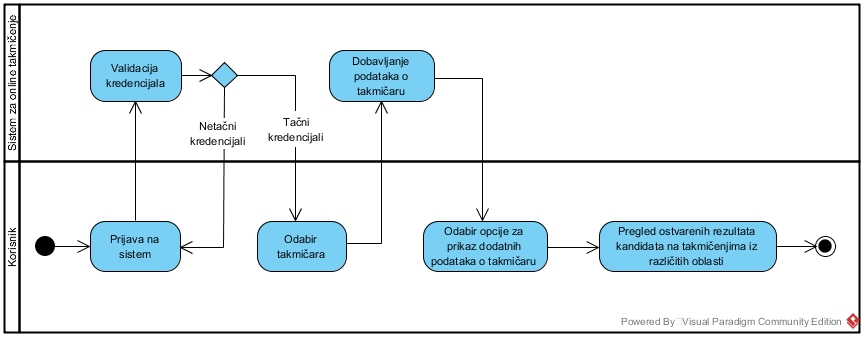 Sistem za online takmičenje
Validacija
kredencijala
Dobavljanje
podataka o
takmičaru
Netačni
kredencijali
Tačni
kredencijali
Korisnik
Prijava na
sistem
Odabir
takmičara
Odabir opcije za
prikaz dodatnih
podataka o takmičaru
Pregled ostvarenih rezultata
kandidata na takmičenjima iz
različitih oblasti
Powered By Visual Paradigm Community Edition